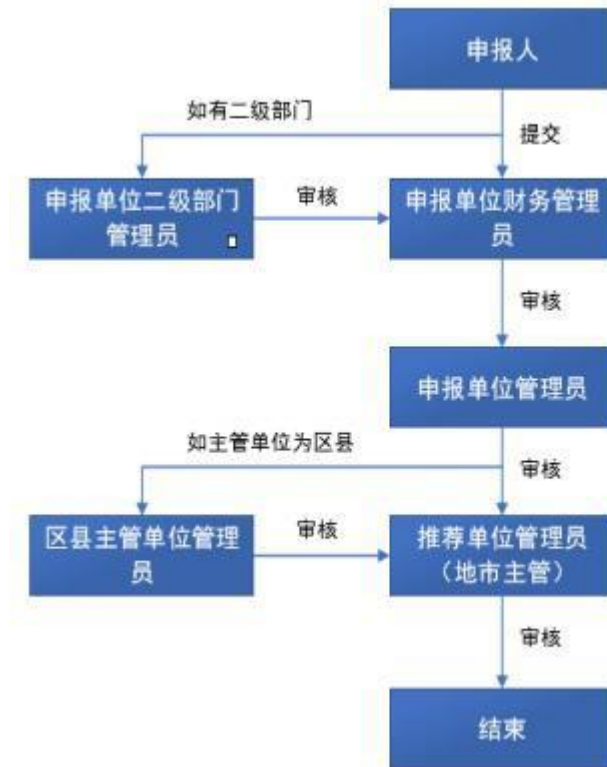 申报人
如有二级部门
提交
申报单位二级部门
管理员
审核
申报单位财务管理
员
审核
申报单位管理员
如主管单位为区县
审核
区县主管单位管理
员
审核
推荐单位管理员
（地市主管）
审核
结束